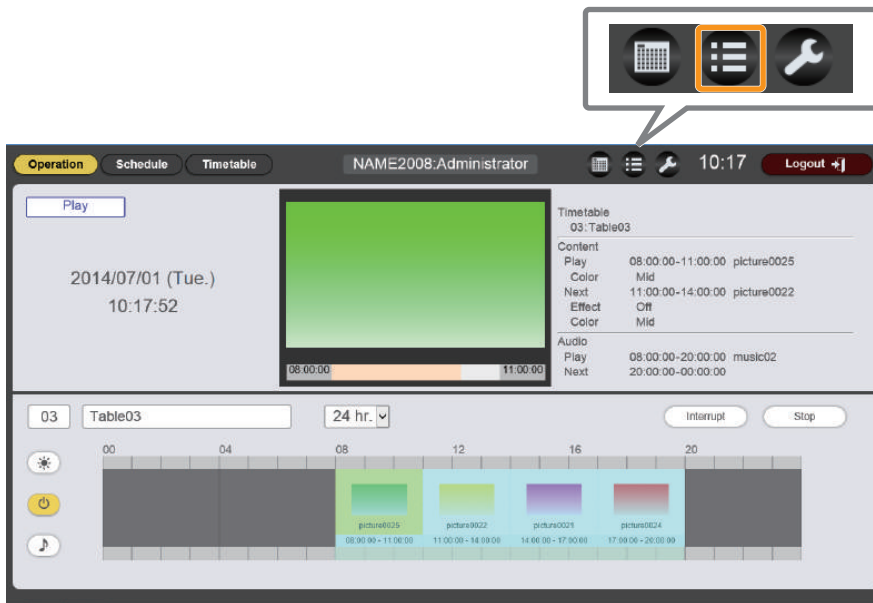 Operation Schedule Timetable NAME2008:Administrator 10:17 Logout
Play
2014/07/01 (Tue.)
10:17:52
08:00:00 11:00:00
Timetable
03:Table03
Content
Play 08:00:00-11:00:00 picture0025
Color Mid
Next 11:00:00-14:00:00 picture0022
Effect Off
Color Mid
Audio
Play 08:00:00-20:00:00 music02
Next 20:00:00-00:00:00
03 Table03 24 hr. Interrupt Stop
00 04 08 12 16 20
picture0025 picture0022 picture0021 picture0024
08:00:00 - 11:00:00 11:00:00 - 14:00:00 14:00:00 - 17:00:00 17:00:00 - 20:00:00